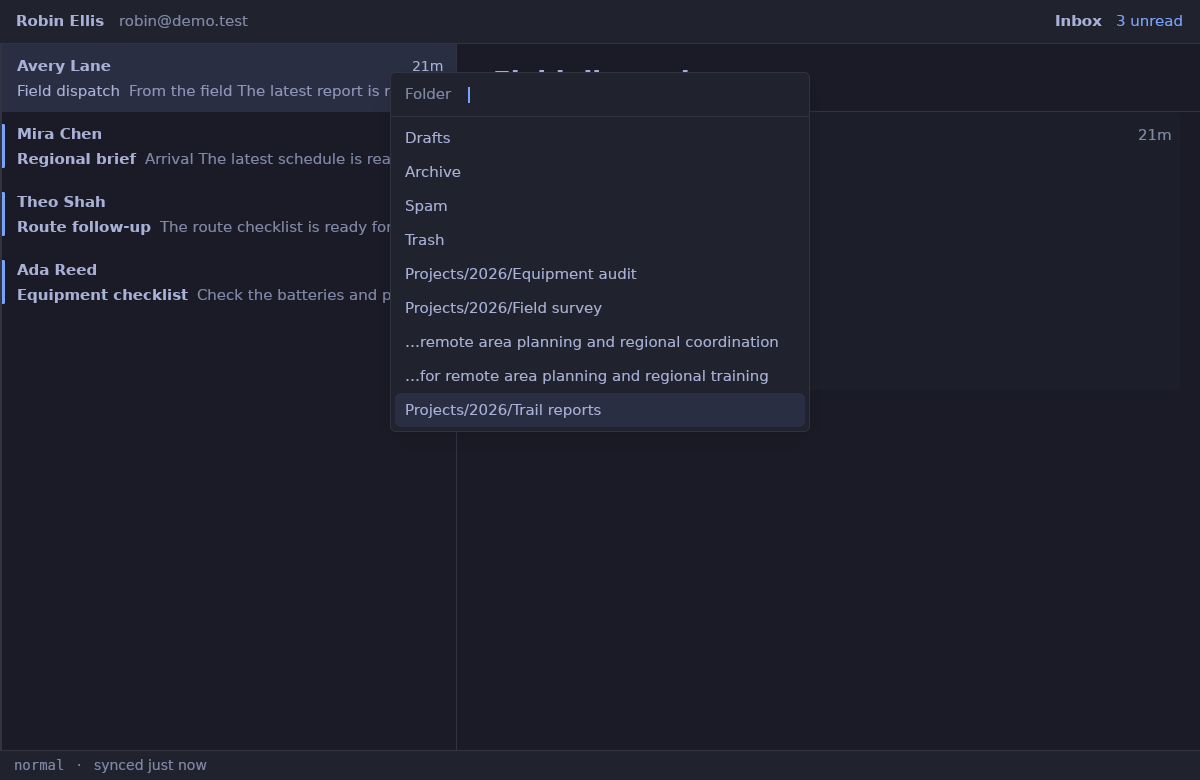 Robin Ellis robin@demo.test
Inbox 3 unread
Avery Lane 21m
Field dispatch From the field The latest report is
Mira Chen
Regional brief Arrival The latest schedule is
Theo Shah
Route follow-up The route checklist is ready for
Ada Reed
Equipment checklist Check the batteries and
Folder
Drafts
Archive
Spam
Trash
Projects/2026/Equipment audit
Projects/2026/Field survey
…remote area planning and regional coordination
…for remote area planning and regional training
Projects/2026/Trail reports
21m
normal · synced just now